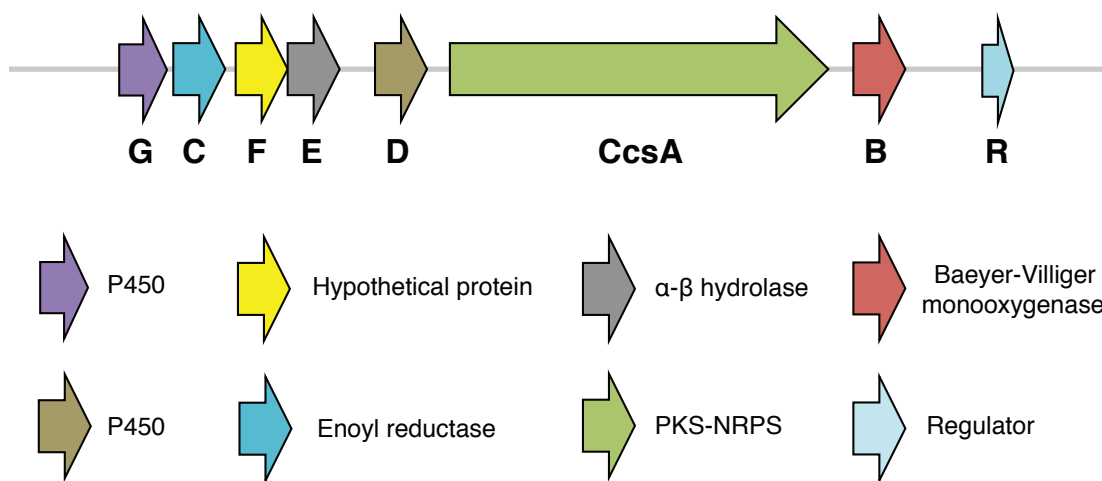 G C F E D CcsA B R
P450 Hypothetical protein α-β hydrolase Baeyer-Villiger
monooxygenase
P450 Enoyl reductase PKS-NRPS Regulator